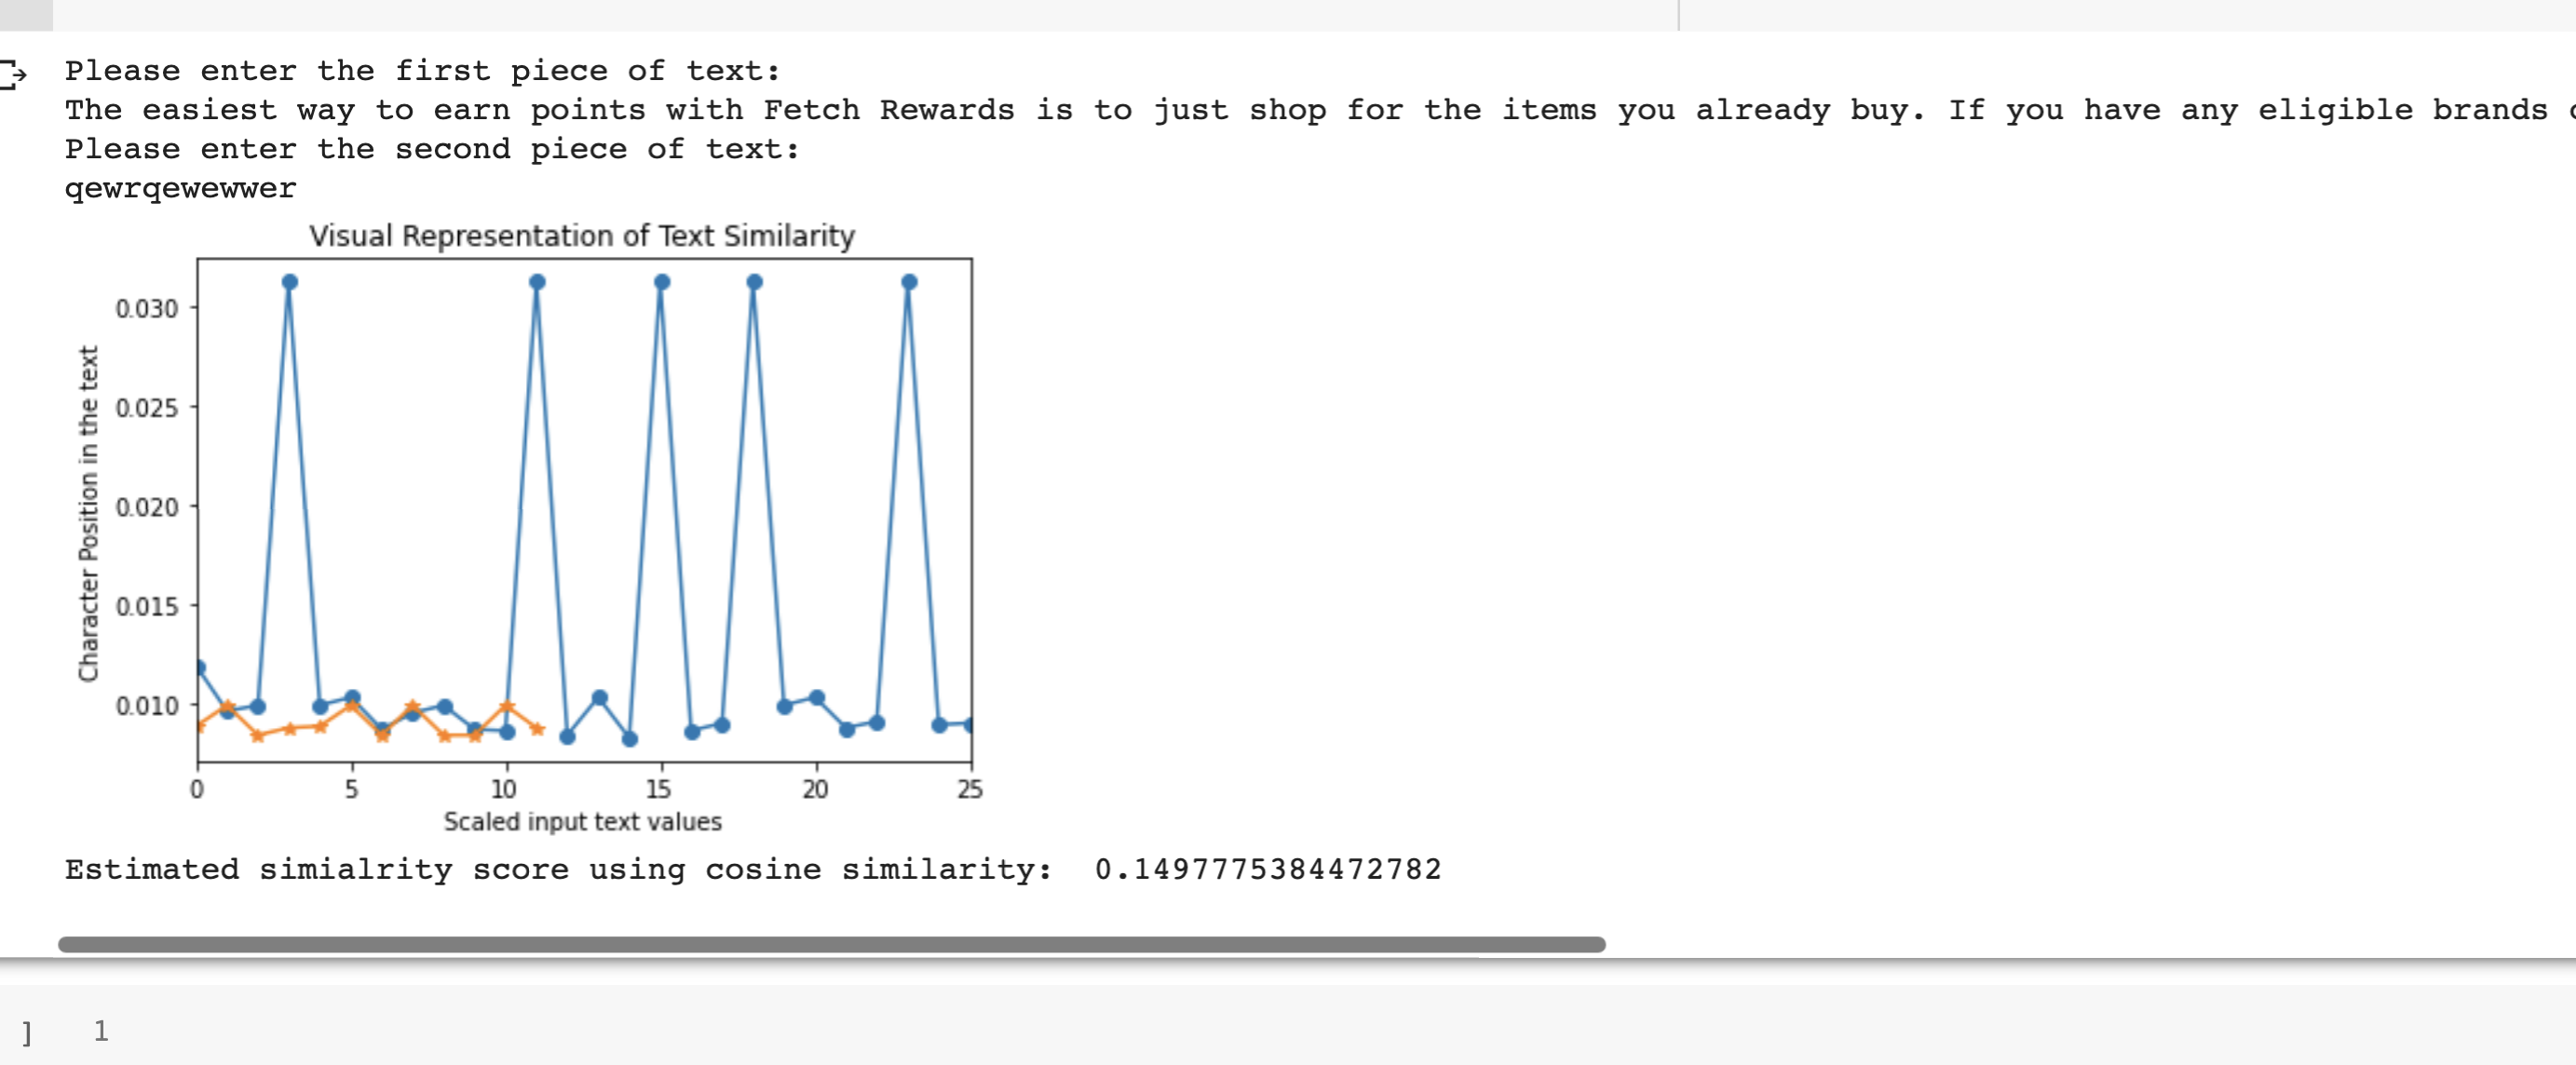 Please enter the first piece of text:
The easiest way to earn points with Fetch Rewards is to just shop for the items you already buy. If you have any eligible brands
Please enter the second piece of text:
qewrqewewwer
Visual Representation of Text Similarity
0.030
0.025
0.020
0.015
0.010
Character Position in the text
0 5 10 15 20 25
Scaled input text values
Estimated simialrity score using cosine similarity: 0.1497775384472782
] 1